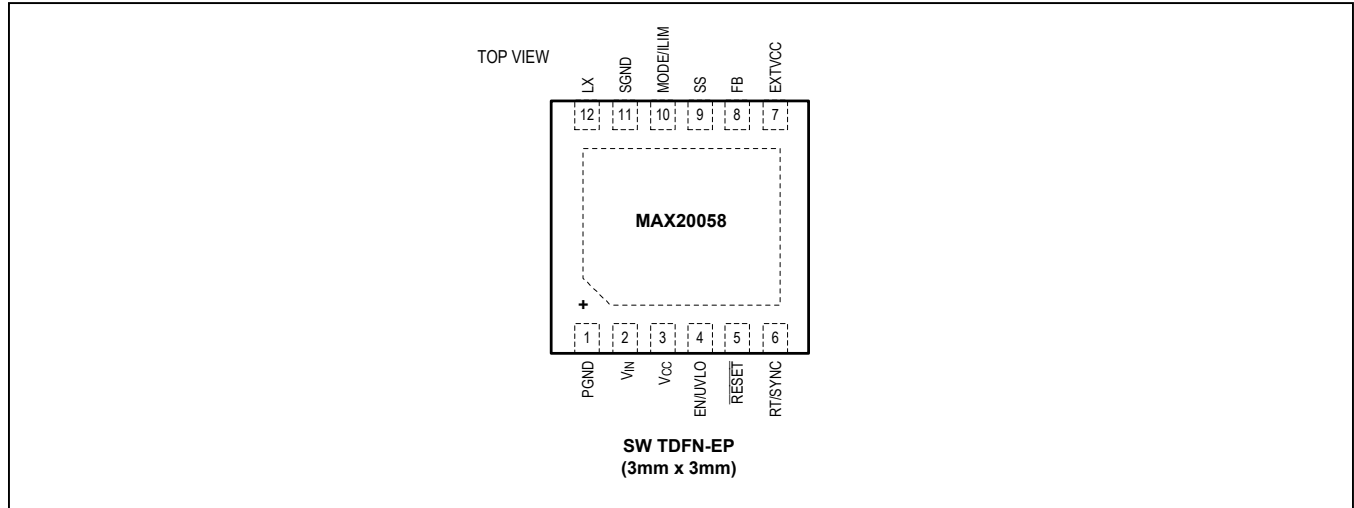 TOP VIEW
LX
SGND
MODE/ILIM
SS
FB
EXTVCC
12
11
10
9
8
7
MAX20058
+
1
2
3
4
5
6
PGND
VIN
VCC
EN/UVLO
RESET
RT/SYNC
SW TDFN-EP
(3mm x 3mm)